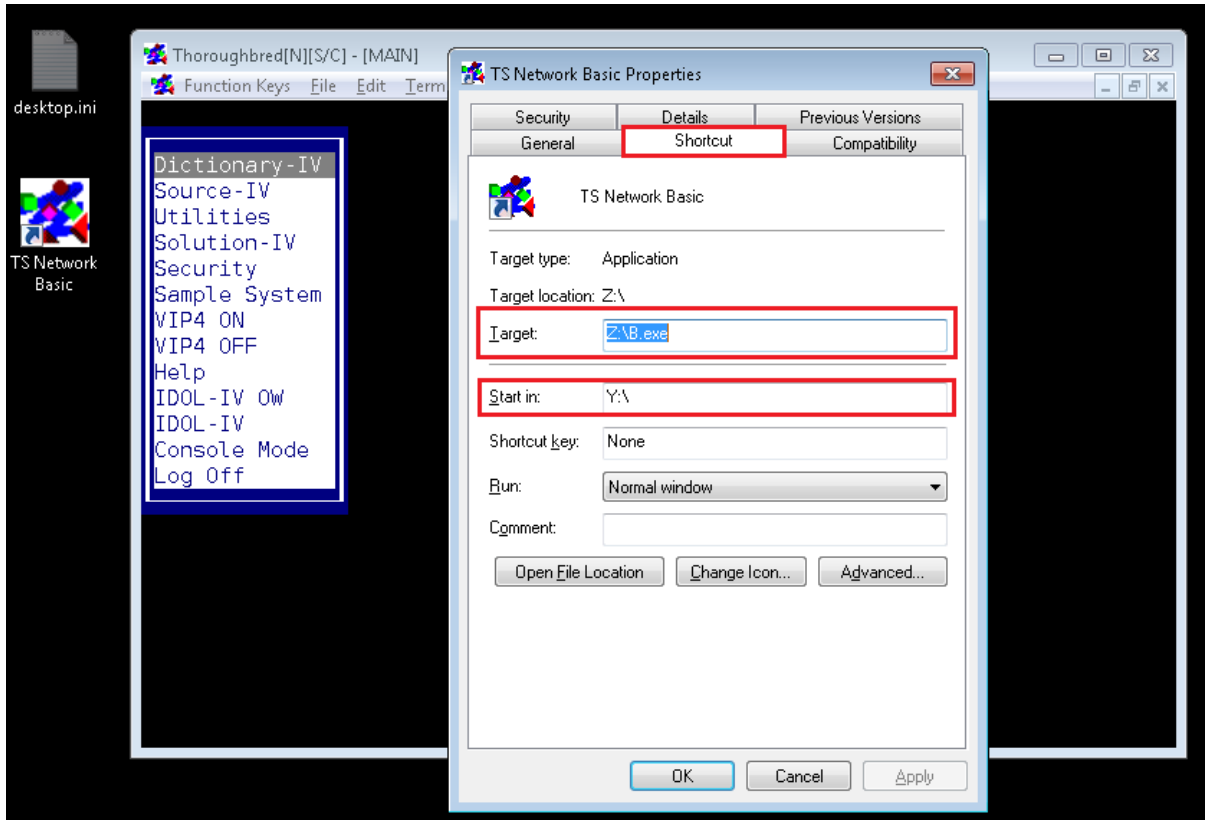 desktop.ini
TS Network
Basic
Thoroughbred[N][S/C] - [MAIN]
Function Keys File Edit Term
Dictionary-IV
Source-IV
Utilities
Solution-IV
Security
Sample System
VIP4 ON
VIP4 OFF
Help
IDOL-IV OW
IDOL-IV
Console Mode
Log Off
TS Network Basic Properties
Security Details Previous Versions
General Shortcut Compatibility
TS Network Basic
Target type: Application
Target location: Z:\
Target: Z:\B.exe
Start in: Y:\
Shortcut key: None
Run: Normal window
Comment:
Open File Location Change Icon... Advanced...
OK Cancel Apply